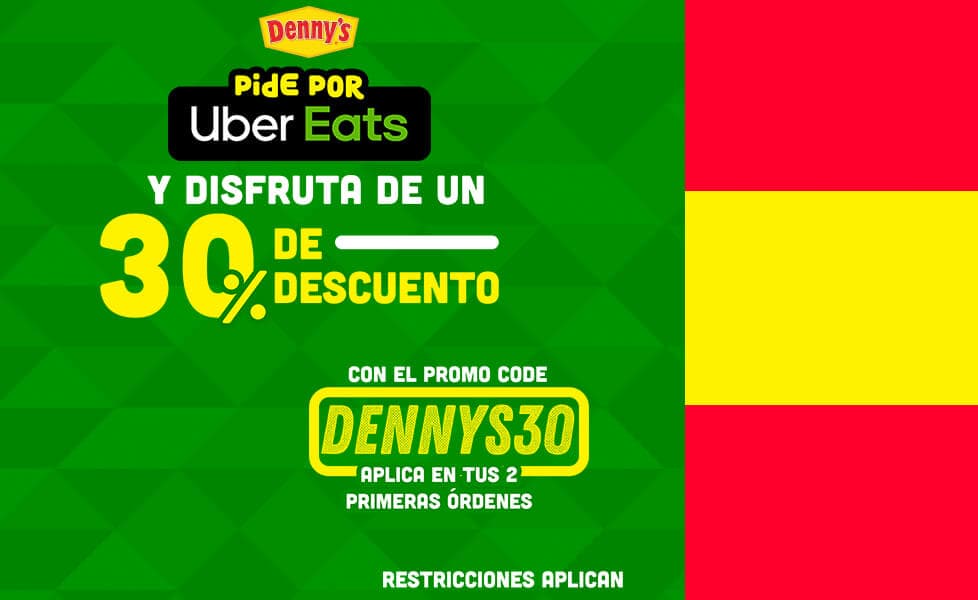 Denny's
PIDE POR
Uber Eats
Y DISFRUTA DE UN
30% DE
DESCUENTO
CON EL PROMO CODE
DENNYS30
APLICA EN TUS 2
PRIMERAS ÓRDENES
RESTRICCIONES APLICAN